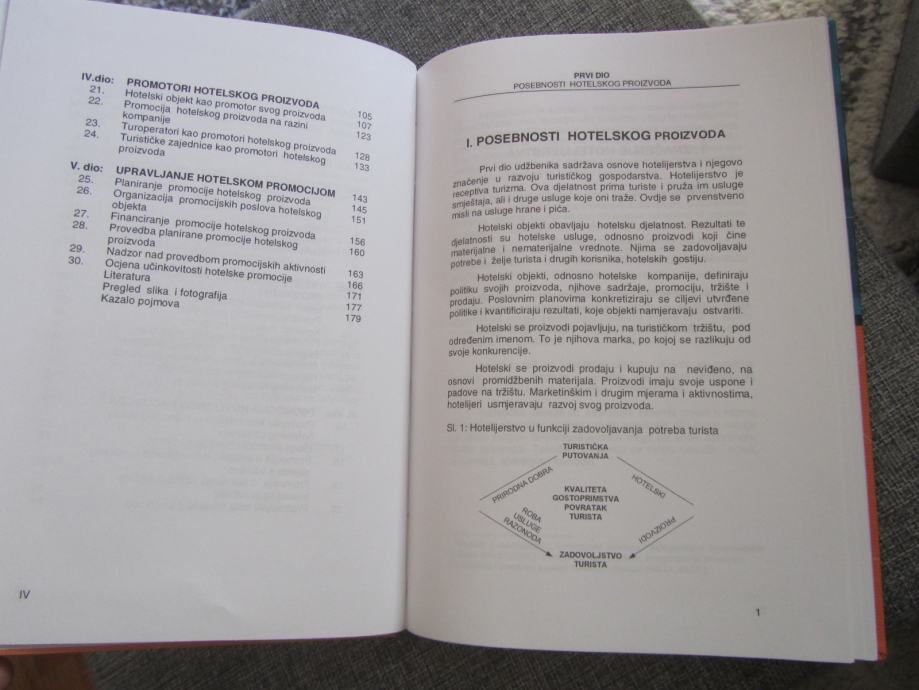 IV.dio: PROMOTORI HOTELSKOG PROIZVODA
21. Hotelski objekt kao promotor svog proizvoda 105
22. Promocija hotelskog proizvoda na razini 107
kompanije 123
23. Turoperatori kao promotori hotelskog proizvoda
24. Turističke zajednice kao promotori hotelskog 128
proizvoda 133
V. dio: UPRAVLJANJE HOTELSKOM PROMOCIJOM
25. Planiranje promocije hotelskog proizvoda 143
26. Organizacija promocijskih poslova hotelskog 145
objekta 151
27. Financiranje promocije hotelskog proizvoda
28. Provedba planirane promocije hotelskog 156
proizvoda 160
29. Nadzor nad provedbom promocijskih aktivnosti 163
30. Ocjena učinkovitosti hotelske promocije 166
Literatura 171
Pregled slika i fotografija 177
Kazalo pojmova 179
IV
PRVI DIO
POSEBNOSTI HOTELSKOG PROIZVODA
I. POSEBNOSTI HOTELSKOG PROIZVODA
Prvi dio udžbenika sadržava osnove hotelijerstva i njegovo
značenje u razvoju turističkog gospodarstva. Hotelijerstvo je
receptiva turizma. Ova djelatnost prima turiste i pruža im usluge
smještaja, ali i druge usluge koje oni traže. Ovdje se prvenstveno
misli na usluge hrane i pića.
Hotelski objekti obavljaju hotelsku djelatnost. Rezultati te
djelatnosti su hotelske usluge, odnosno proizvodi koji čine
materijalne i nematerijalne vrednote. Njima se zadovoljavaju
potrebe i želje turista i drugih korisnika, hotelskih gostiju.
Hotelski objekti, odnosno hotelske kompanije, definiraju
politiku svojih proizvoda, njihove sadržaje, promociju, tržište i
prodaju. Poslovnim planovima konkretiziraju se ciljevi utvrđene
politike i kvantificiraju rezultati, koje objekti namjeravaju ostvariti.
Hotelski se proizvodi pojavljuju, na turističkom tržištu, pod
određenim imenom. To je njihova marka, po kojoj se razlikuju od
svoje konkurencije.
Hotelski se proizvodi prodaju i kupuju na neviđeno, na
osnovi promidžbenih materijala. Proizvodi imaju svoje uspone i
padove na tržištu. Marketinškim i drugim mjerama i aktivnostima,
hotelijeri usmjeravaju razvoj svog proizvoda.
Sl. 1: Hotelijerstvo u funkciji zadovoljavanja potreba turista
TURISTIČKA
PUTOVANJA
PRIRODNA DOBRA
HOTELSKI
KVALITETA
GOSTOPRIMSTVA
POVRATAK
TURISTA
ROBA
USLUGE
RAZONODA
PROIZVODI
ZADOVOLJSTVO
TURISTA
1